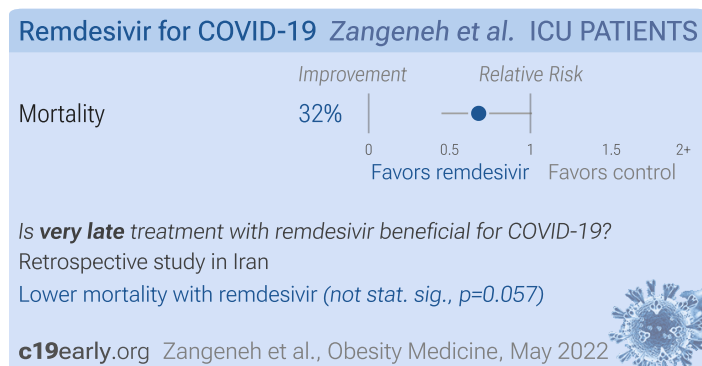 Remdesivir for COVID-19 Zangeneh et al. ICU PATIENTS
Improvement Relative Risk
Mortality 32%
0 0.5 1 1.5 2+
Favors remdesivir Favors control
Is very late treatment with remdesivir beneficial for COVID-19?
Retrospective study in Iran
Lower mortality with remdesivir (not stat. sig., p=0.057)
c19early.org Zangeneh et al., Obesity Medicine, May 2022